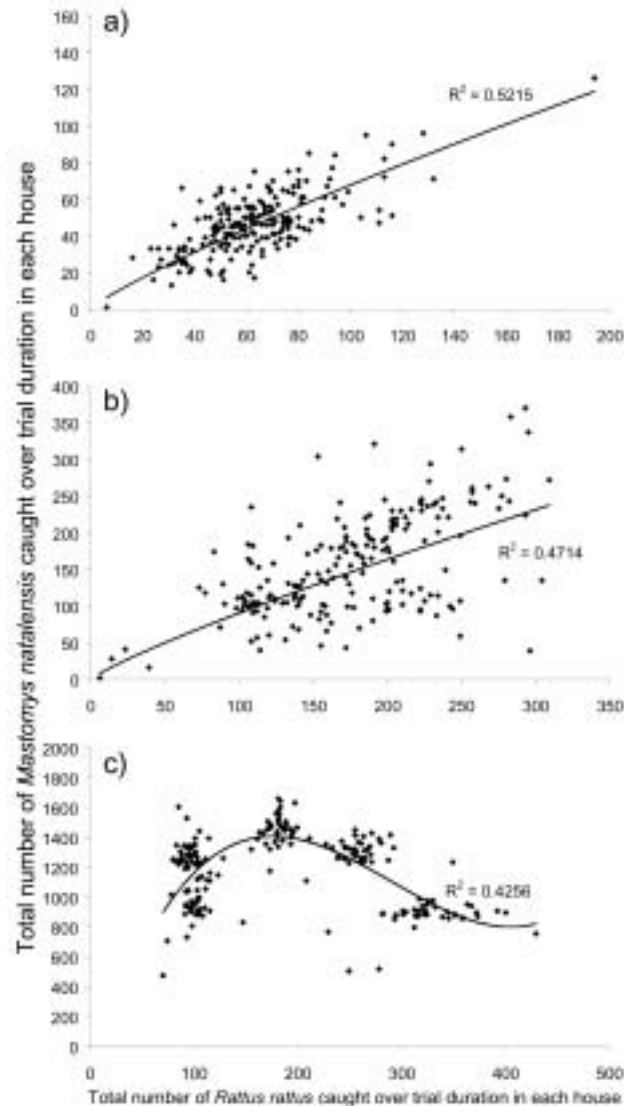 Total number of Mastomys natalensis caught over trial duration in each house
a)
160
140
120
100
80
60
40
20
0
R² = 0.5215
0 20 40 60 80 100 120 140 160 180 200
b)
400
350
300
250
200
150
100
50
0
R² = 0.4714
0 50 100 150 200 250 300 350
c)
2000
1800
1600
1400
1200
1000
800
600
400
200
0
R² = 0.4256
0 100 200 300 400 500
Total number of Rattus rattus caught over trial duration in each house